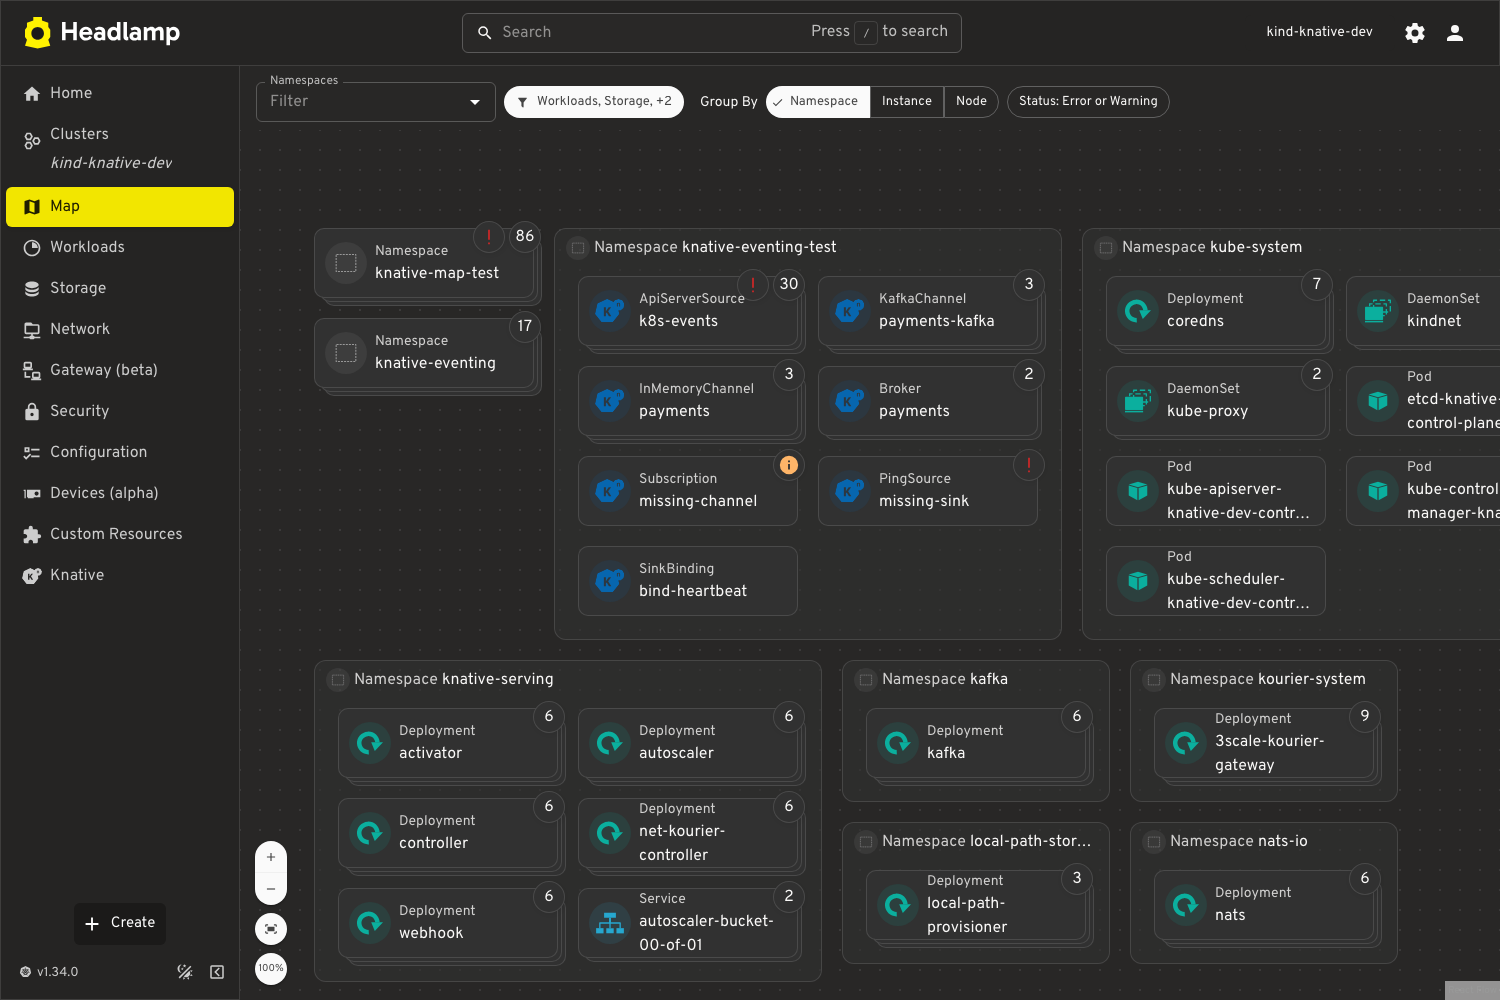 Headlamp
Search
Press / to search
kind-knative-dev
Home
Clusters
kind-knative-dev
Map
Workloads
Storage
Network
Gateway (beta)
Security
Configuration
Devices (alpha)
Custom Resources
Knative
Create
v1.34.0
Namespaces
Filter
Workloads, Storage, +2
Group By
Namespace
Instance
Node
Status: Error or Warning
Namespace
knative-map-test
!
86
Namespace
knative-eventing
17
Namespace knative-eventing-test
ApiServerSource
k8s-events
!
30
KafkaChannel
payments-kafka
3
InMemoryChannel
payments
3
Broker
payments
2
Subscription
missing-channel
PingSource
missing-sink
!
SinkBinding
bind-heartbeat
Namespace kube-system
Deployment
coredns
7
DaemonSet
kindnet
DaemonSet
kube-proxy
2
Pod
etcd-knative-
control-plane
Pod
kube-apiserver-
knative-dev-contr…
Pod
kube-control
manager-kna
Pod
kube-scheduler-
knative-dev-contr…
Namespace knative-serving
Deployment
activator
6
Deployment
autoscaler
6
Deployment
controller
6
Deployment
net-kourier-
controller
6
Deployment
webhook
6
Service
autoscaler-bucket-
00-of-01
2
Namespace kafka
Deployment
kafka
6
Namespace kourier-system
Deployment
3scale-kourier-
gateway
9
Namespace local-path-stor…
Deployment
local-path-
provisioner
3
Namespace nats-io
Deployment
nats
6
+
−
100%